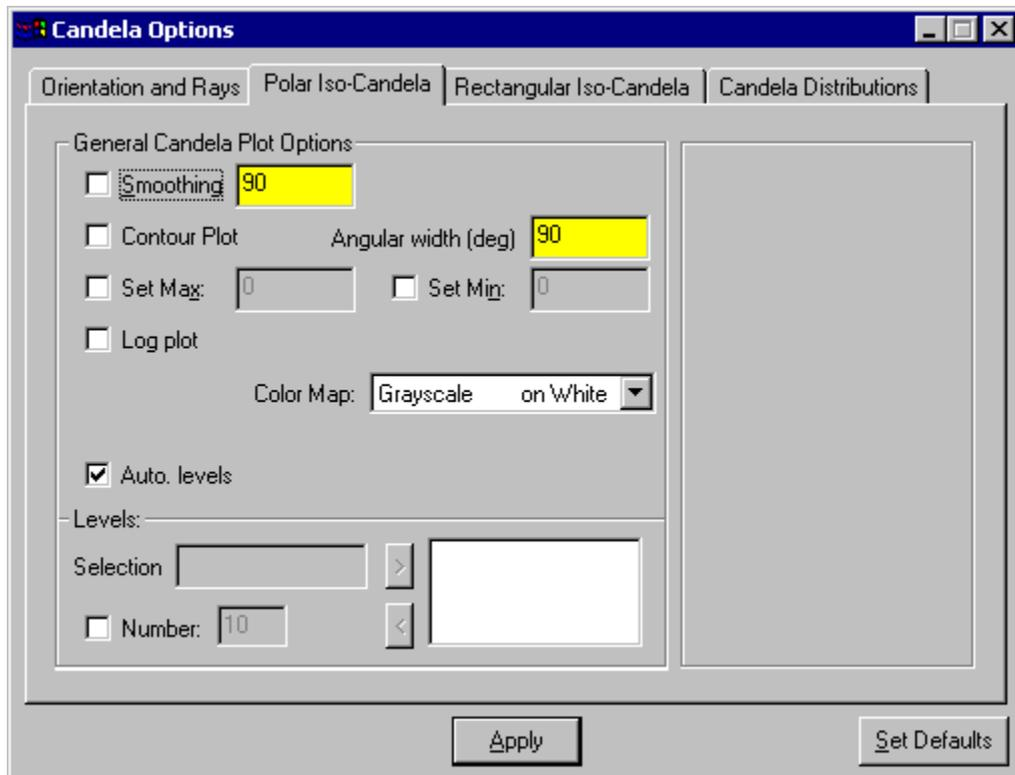 Candela Options
Orientation and Rays Polar Iso-Candela Rectangular Iso-Candela Candela Distributions
General Candela Plot Options
Smoothing 90
Contour Plot Angular width (deg) 90
Set Max: 0 Set Min: 0
Log plot
Color Map: Grayscale on White
Auto. levels
Levels:
Selection >
Number: 10 <
Apply Set Defaults